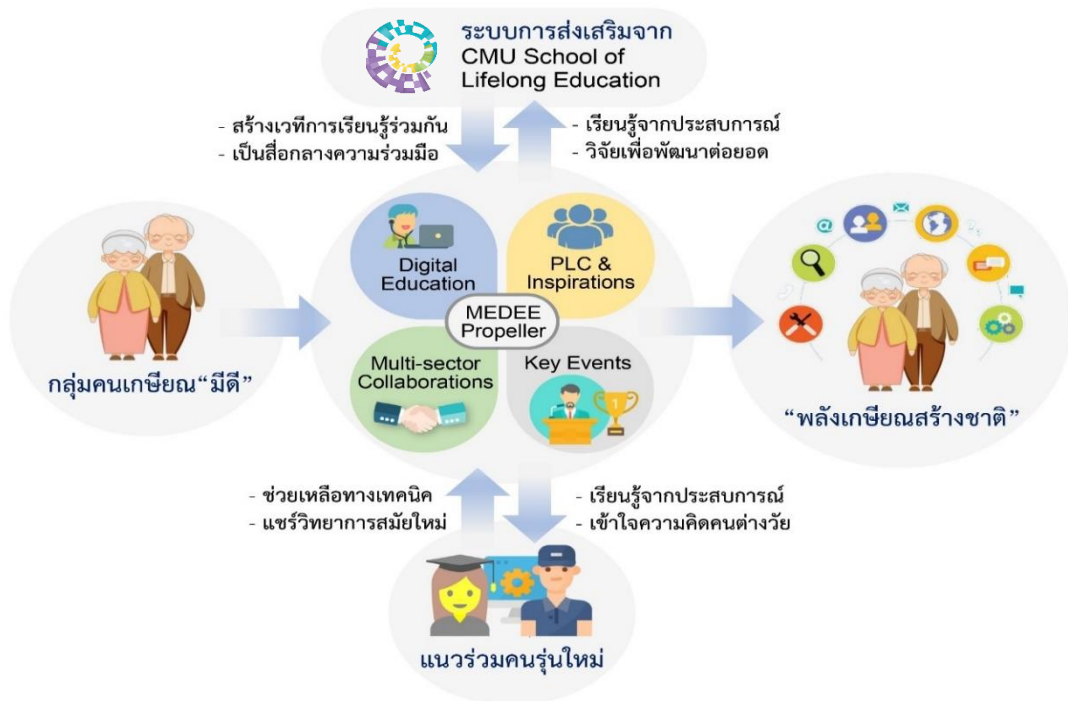 ระบบการส่งเสริมจาก
CMU School of
Lifelong Education
- สร้างเวทีการเรียนรู้ร่วมกัน
- เป็นสื่อกลางความร่วมมือ
- เรียนรู้จากประสบการณ์
- วิจัยเพื่อพัฒนาต่อยอด
Digital
Education
PLC &
Inspirations
MEDEE
Propeller
Multi-sector
Collaborations
Key Events
1
กลุ่มคนเกษียณ“มีดี”
@
“พลังเกษียณสร้างชาติ”
- ช่วยเหลือทางเทคนิค
- แชร์วิทยาการสมัยใหม่
- เรียนรู้จากประสบการณ์
- เข้าใจความคิดคนต่างวัย
แนวร่วมคนรุ่นใหม่